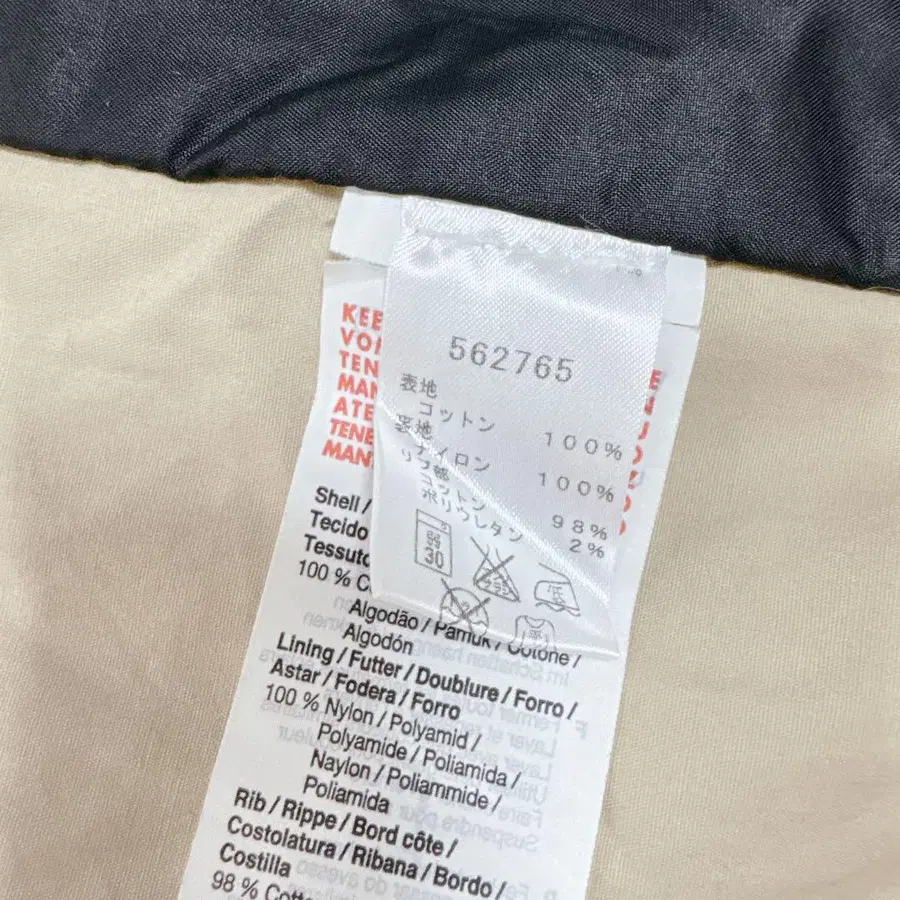 562765
表地
コットン 100%
裏地
ナイロン 100%
リブ部
コットン 98%
ポリウレタン 2%
30
KEE
VO
TEN
MAN
ATE
TENE
MAN
Shell /
Tecido
Tessuto
100 % C
Algodão / Pamuk / Cotone /
Algodón
Lining / Futter / Doublure / Forro /
Astar / Fodera / Forro
100 % Nylon / Polyamid /
Polyamide / Poliamida /
Naylon / Poliammide /
Poliamida
Rib / Rippe / Bord côte /
Costolatura / Ribana / Bordo /
Costilla
98 % Cotto